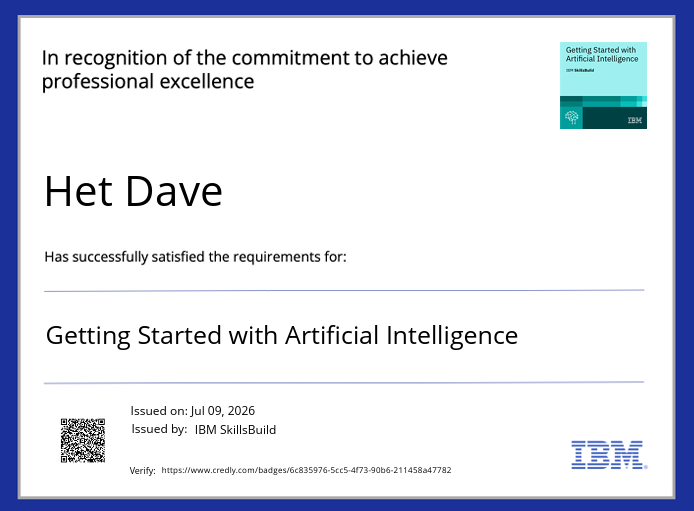 In recognition of the commitment to achieve
professional excellence
Getting Started with
Artificial Intelligence
IBM SkillsBuild
IBM
Het Dave
Has successfully satisfied the requirements for:
Getting Started with Artificial Intelligence
Issued on: Jul 09, 2026
Issued by: IBM SkillsBuild
Verify: https://www.credly.com/badges/6c835976-5cc5-4f73-90b6-211458a47782
IBM®